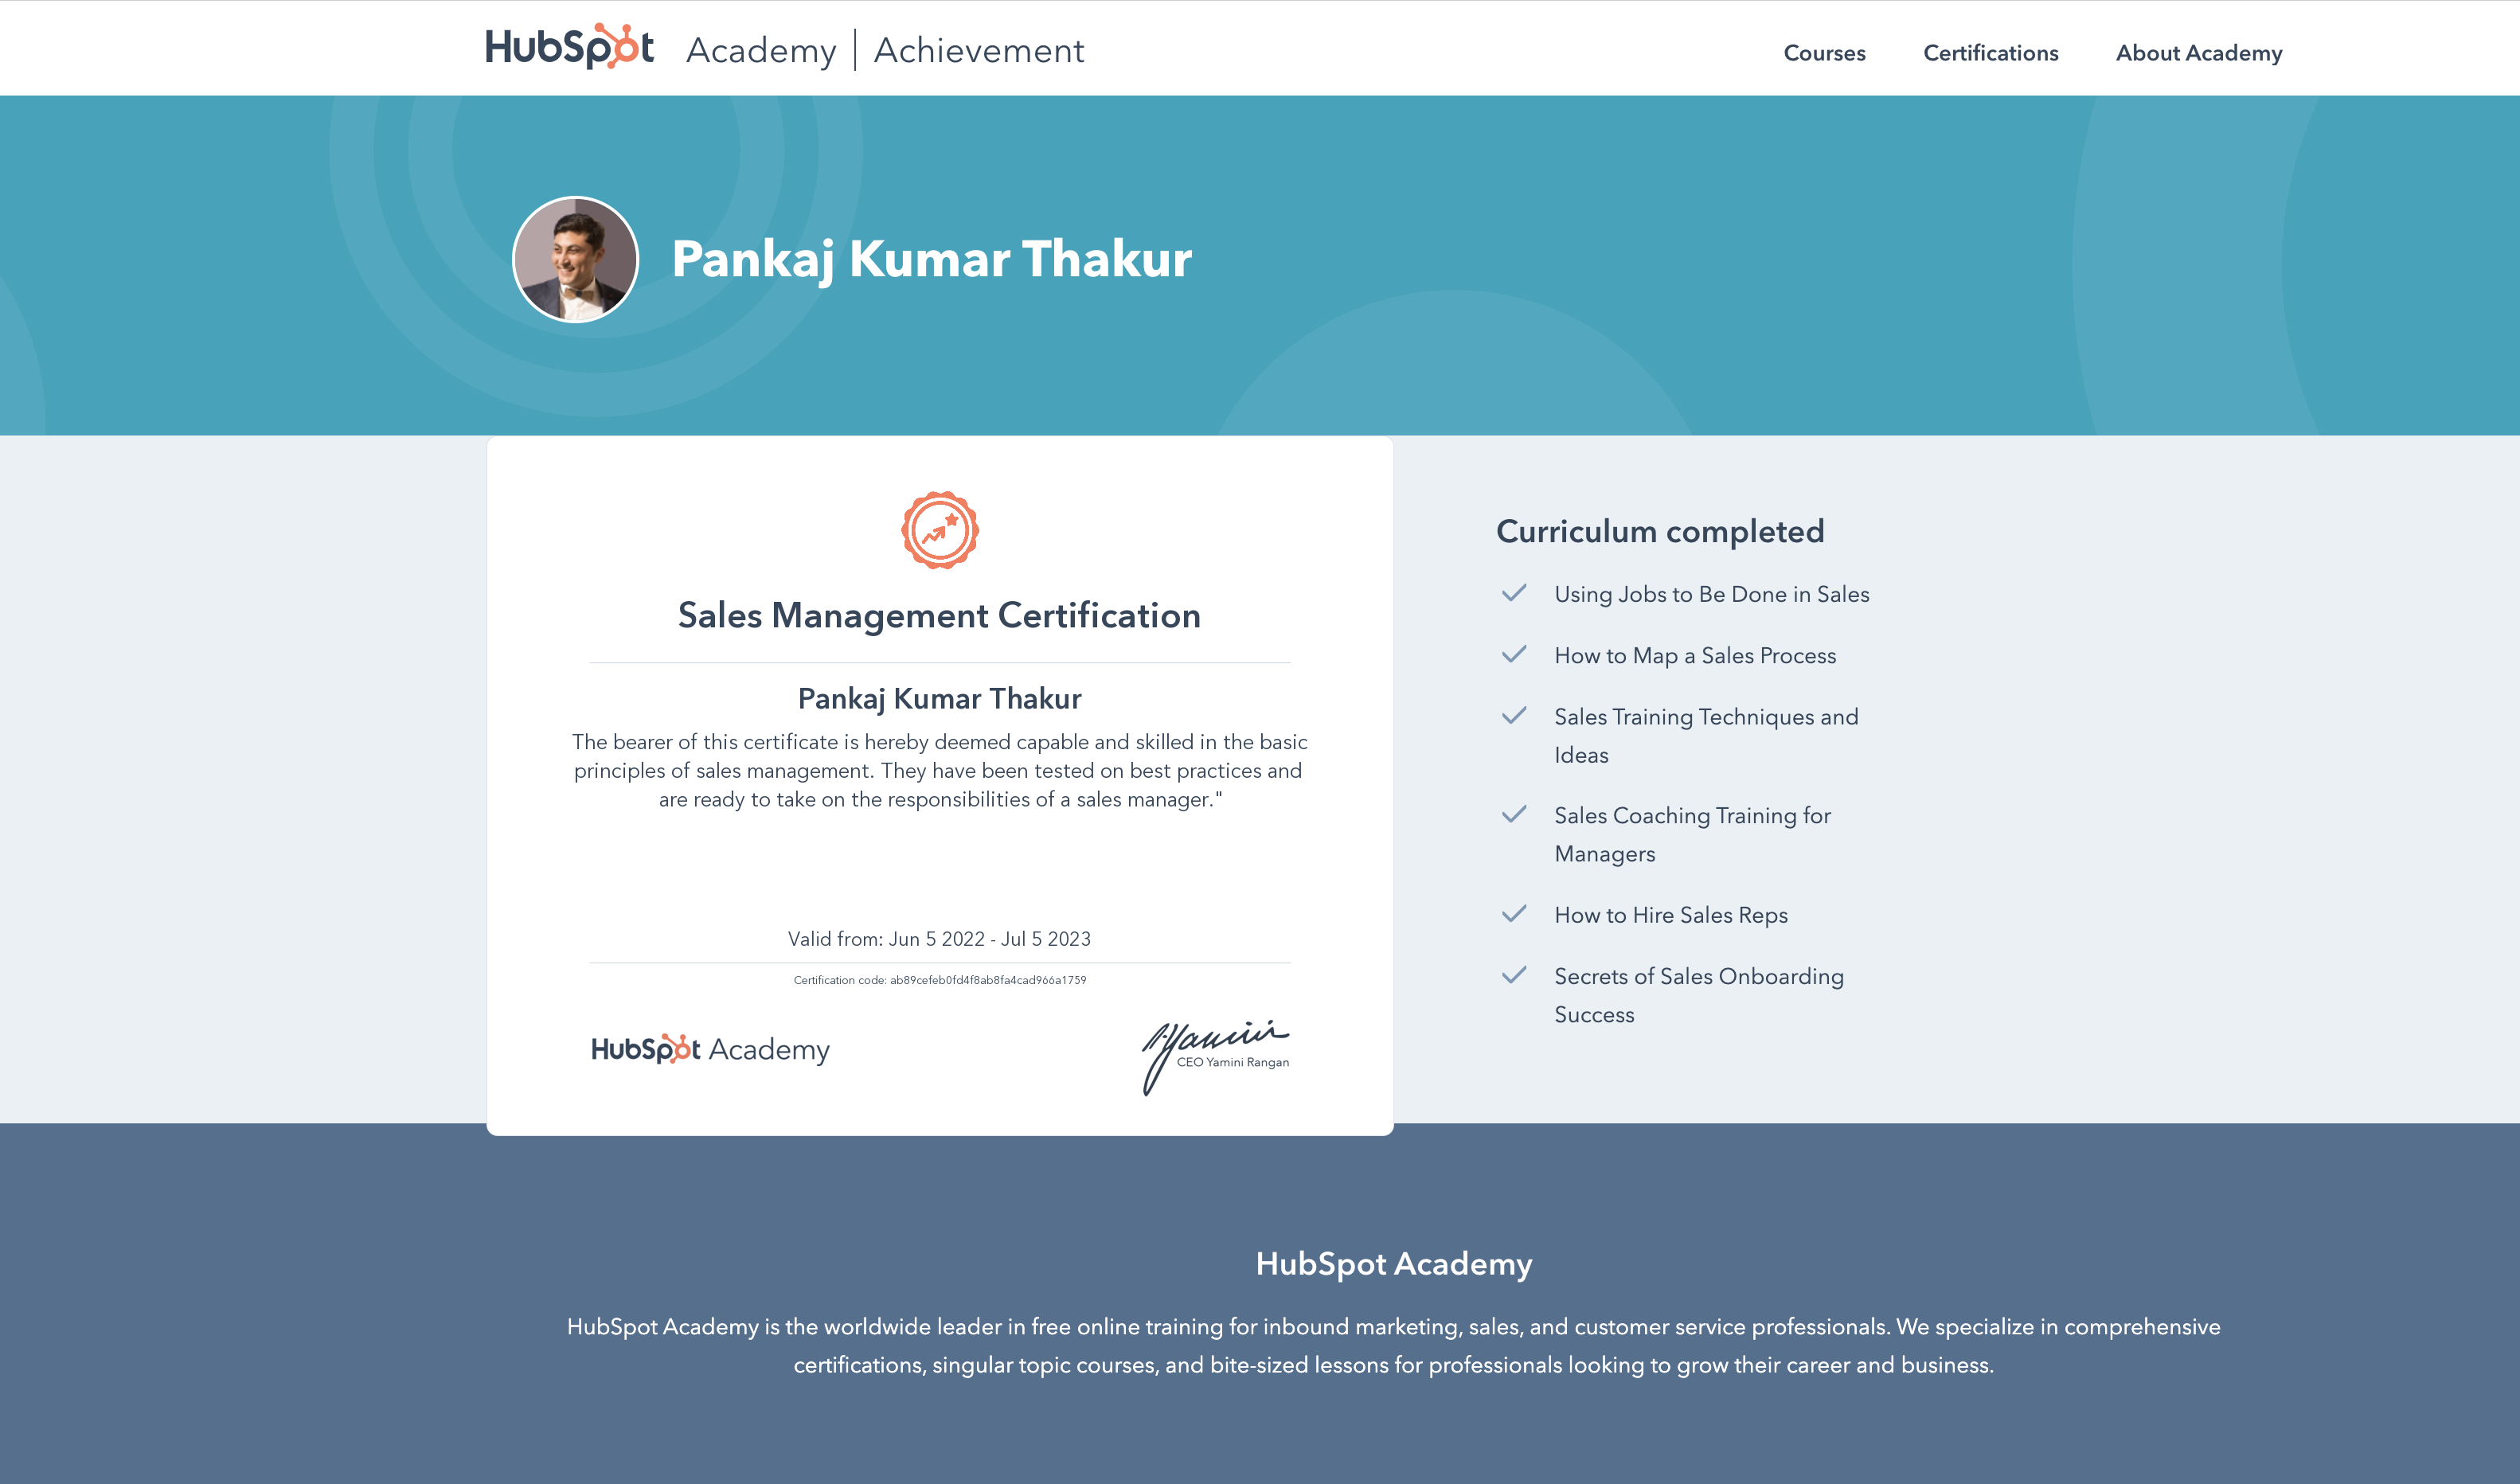 HubSpot Academy | Achievement
Courses
Certifications
About Academy
Pankaj Kumar Thakur
Sales Management Certification
Pankaj Kumar Thakur
The bearer of this certificate is hereby deemed capable and skilled in the basic
principles of sales management. They have been tested on best practices and
are ready to take on the responsibilities of a sales manager."
Valid from: Jun 5 2022 - Jul 5 2023
Certification code: ab89cefeb0fd4f8ab8fa4cad966a1759
HubSpot Academy
Yamini
CEO Yamini Rangan
Curriculum completed
Using Jobs to Be Done in Sales
How to Map a Sales Process
Sales Training Techniques and
Ideas
Sales Coaching Training for
Managers
How to Hire Sales Reps
Secrets of Sales Onboarding
Success
HubSpot Academy
HubSpot Academy is the worldwide leader in free online training for inbound marketing, sales, and customer service professionals. We specialize in comprehensive
certifications, singular topic courses, and bite-sized lessons for professionals looking to grow their career and business.